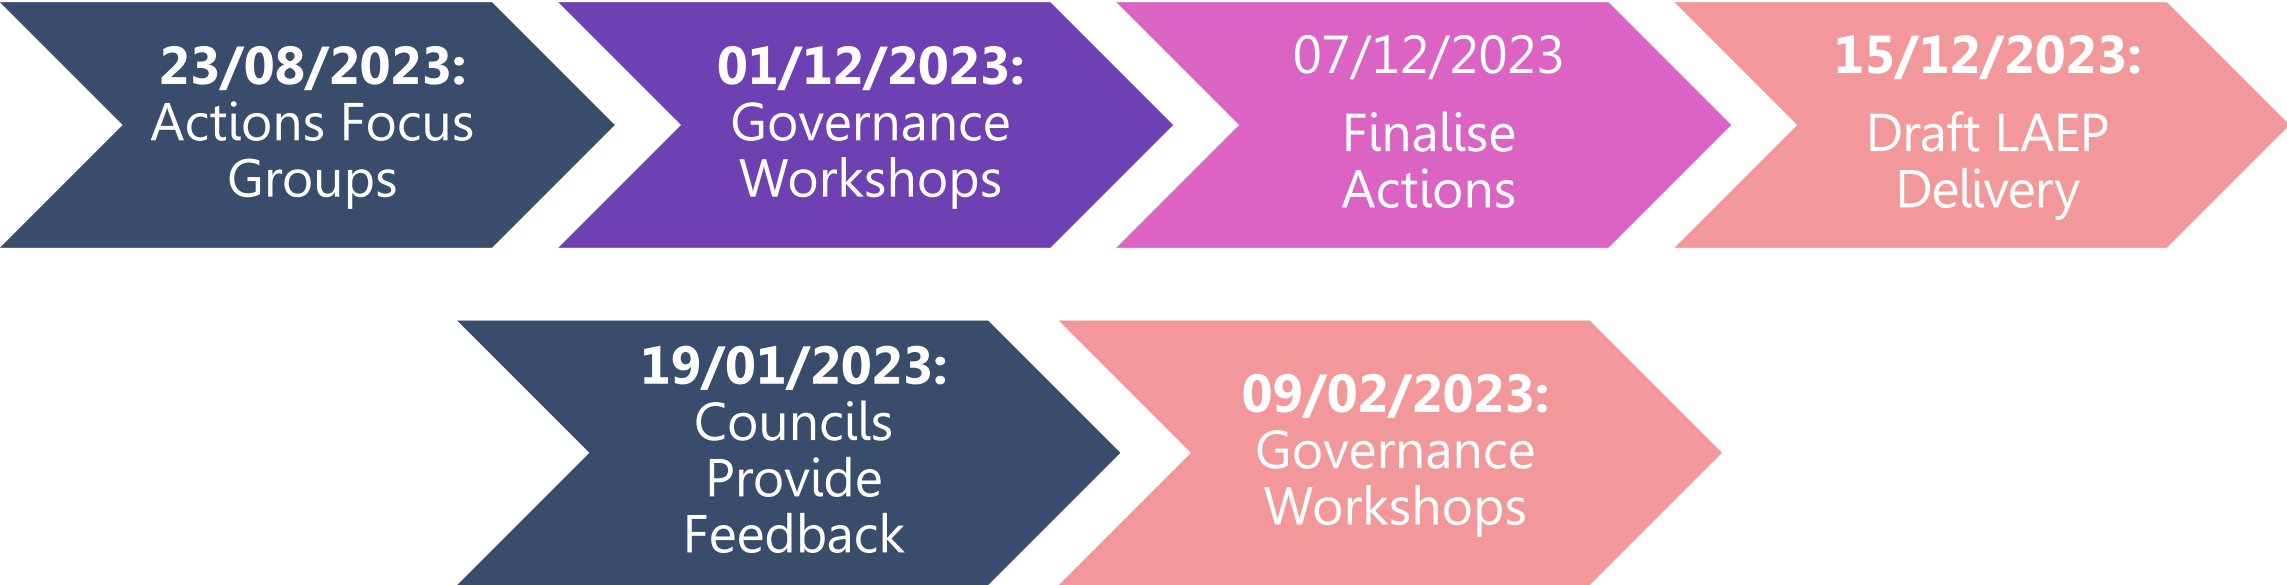 23/08/2023:
Actions Focus
Groups
01/12/2023:
Governance
Workshops
07/12/2023
Finalise
Actions
15/12/2023:
Draft LAEP
Delivery
19/01/2023:
Councils
Provide
Feedback
09/02/2023:
Governance
Workshops